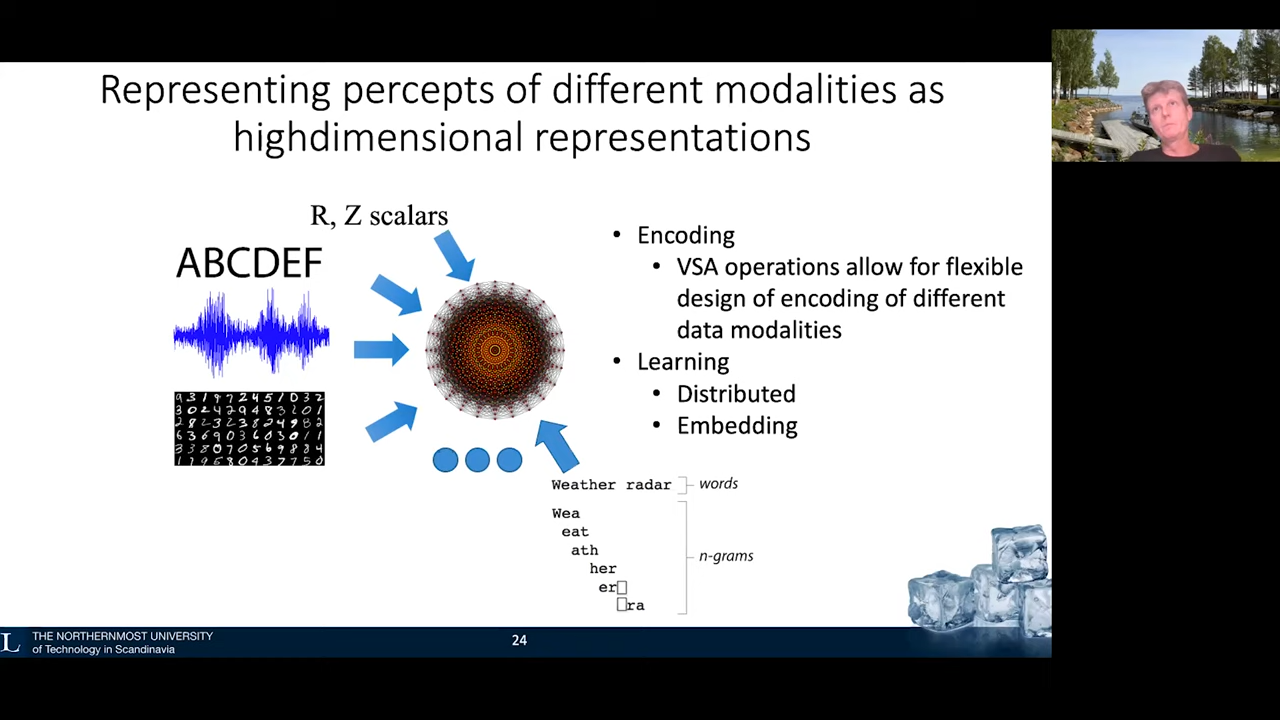 Representing percepts of different modalities as
highdimensional representations
R, Z scalars
ABCDEF
• Encoding
• VSA operations allow for flexible
design of encoding of different
data modalities
• Learning
• Distributed
• Embedding
Weather radar
words
Wea
eat
ath
her
er
ra
n-grams
L
THE NORTHERNMOST UNIVERSITY
of Technology in Scandinavia
24